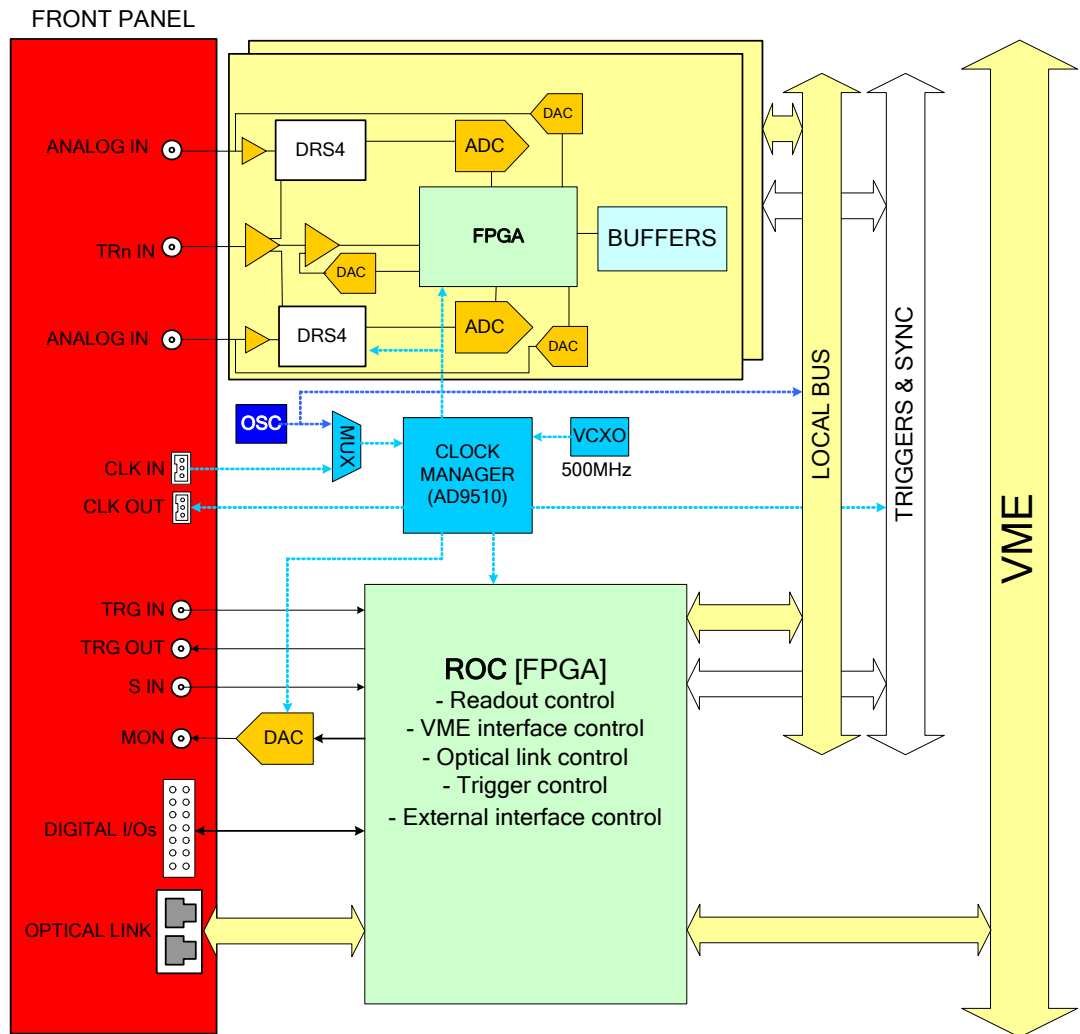 FRONT PANEL
ANALOG IN
DRS4
ADC
DAC
TRn IN
FPGA
BUFFERS
DAC
ANALOG IN
DRS4
ADC
DAC
OSC
MUX
CLOCK
MANAGER
(AD9510)
VCXO
500MHz
CLK IN
CLK OUT
LOCAL BUS
TRIGGERS & SYNC
VME
TRG IN
TRG OUT
S IN
MON
DAC
ROC [FPGA]
- Readout control
- VME interface control
- Optical link control
- Trigger control
- External interface control
DIGITAL I/Os
OPTICAL LINK